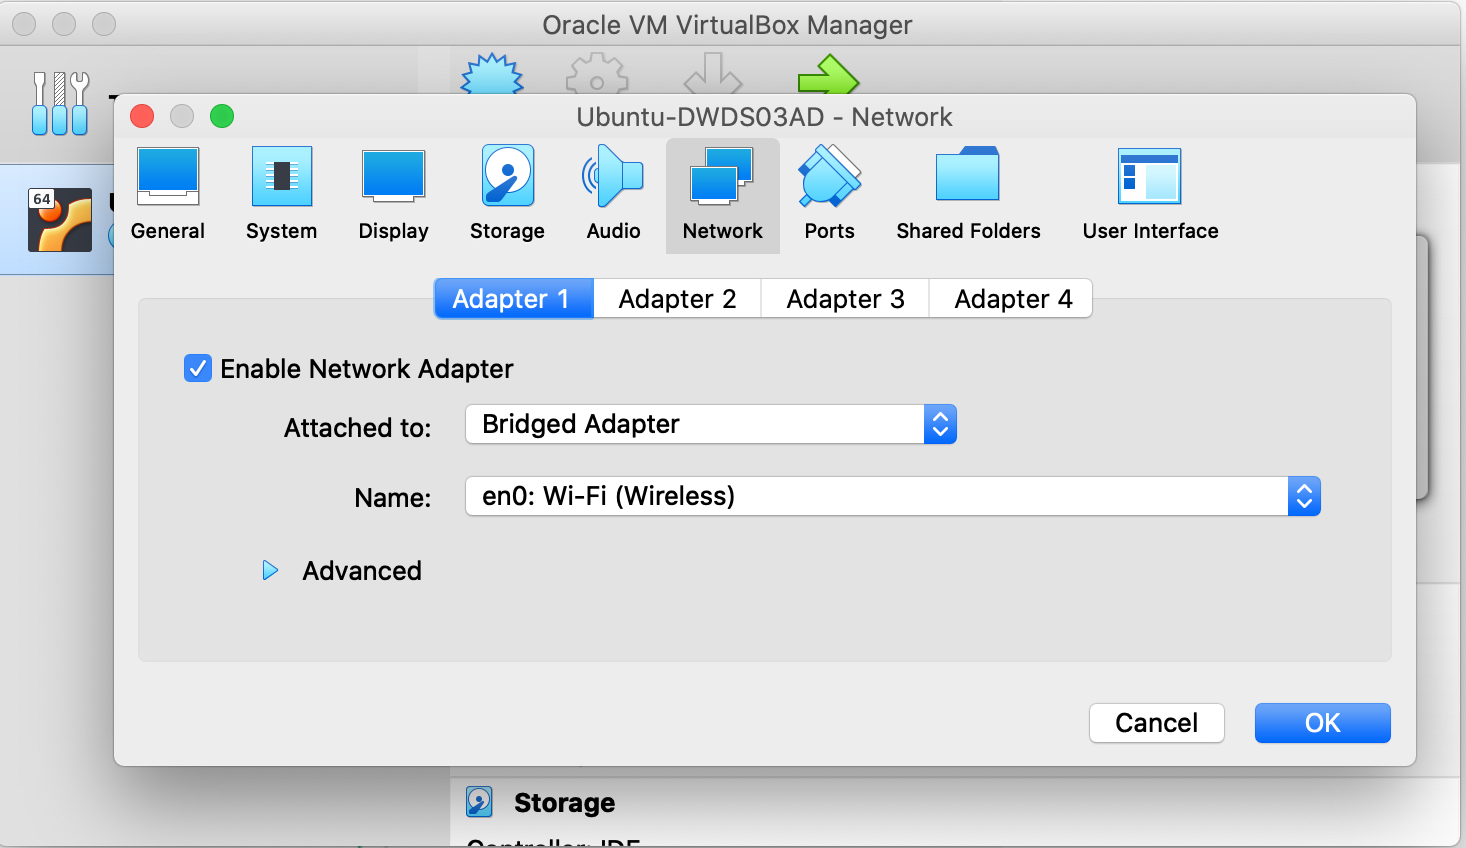 Oracle VM VirtualBox Manager
Ubuntu-DWDS03AD - Network
64
General System Display Storage Audio Network Ports Shared Folders User Interface
Adapter 1 Adapter 2 Adapter 3 Adapter 4
Enable Network Adapter
Attached to: Bridged Adapter
Name: en0: Wi-Fi (Wireless)
Advanced
Cancel OK
Storage
Controller: IDE